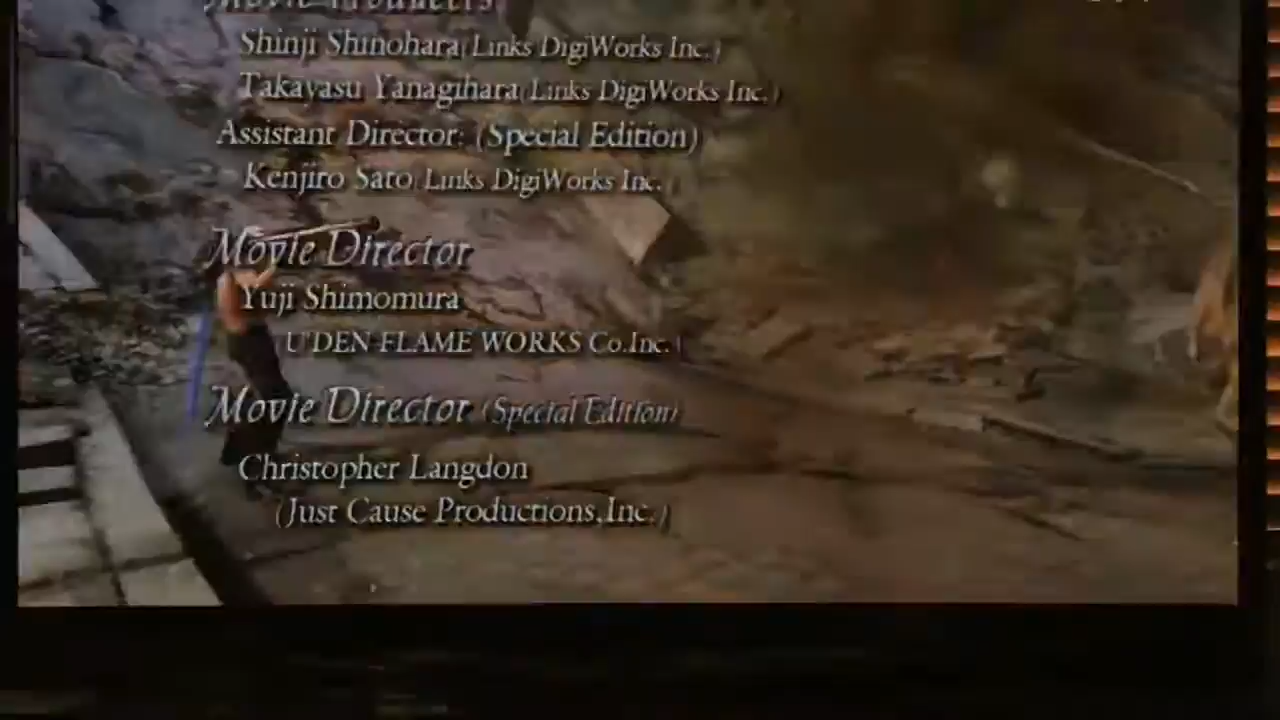 Movie Producers
Shinji Shinohara(Links DigiWorks Inc.)
Takayasu Yanagihara(Links DigiWorks Inc.)
Assistant Director: (Special Edition)
Kenjiro Sato(Links DigiWorks Inc.)
Movie Director
Yuji Shimomura
(U'DEN FLAME WORKS Co.Inc.)
Movie Director (Special Edition)
Christopher Langdon
(Just Cause Productions,Inc.)